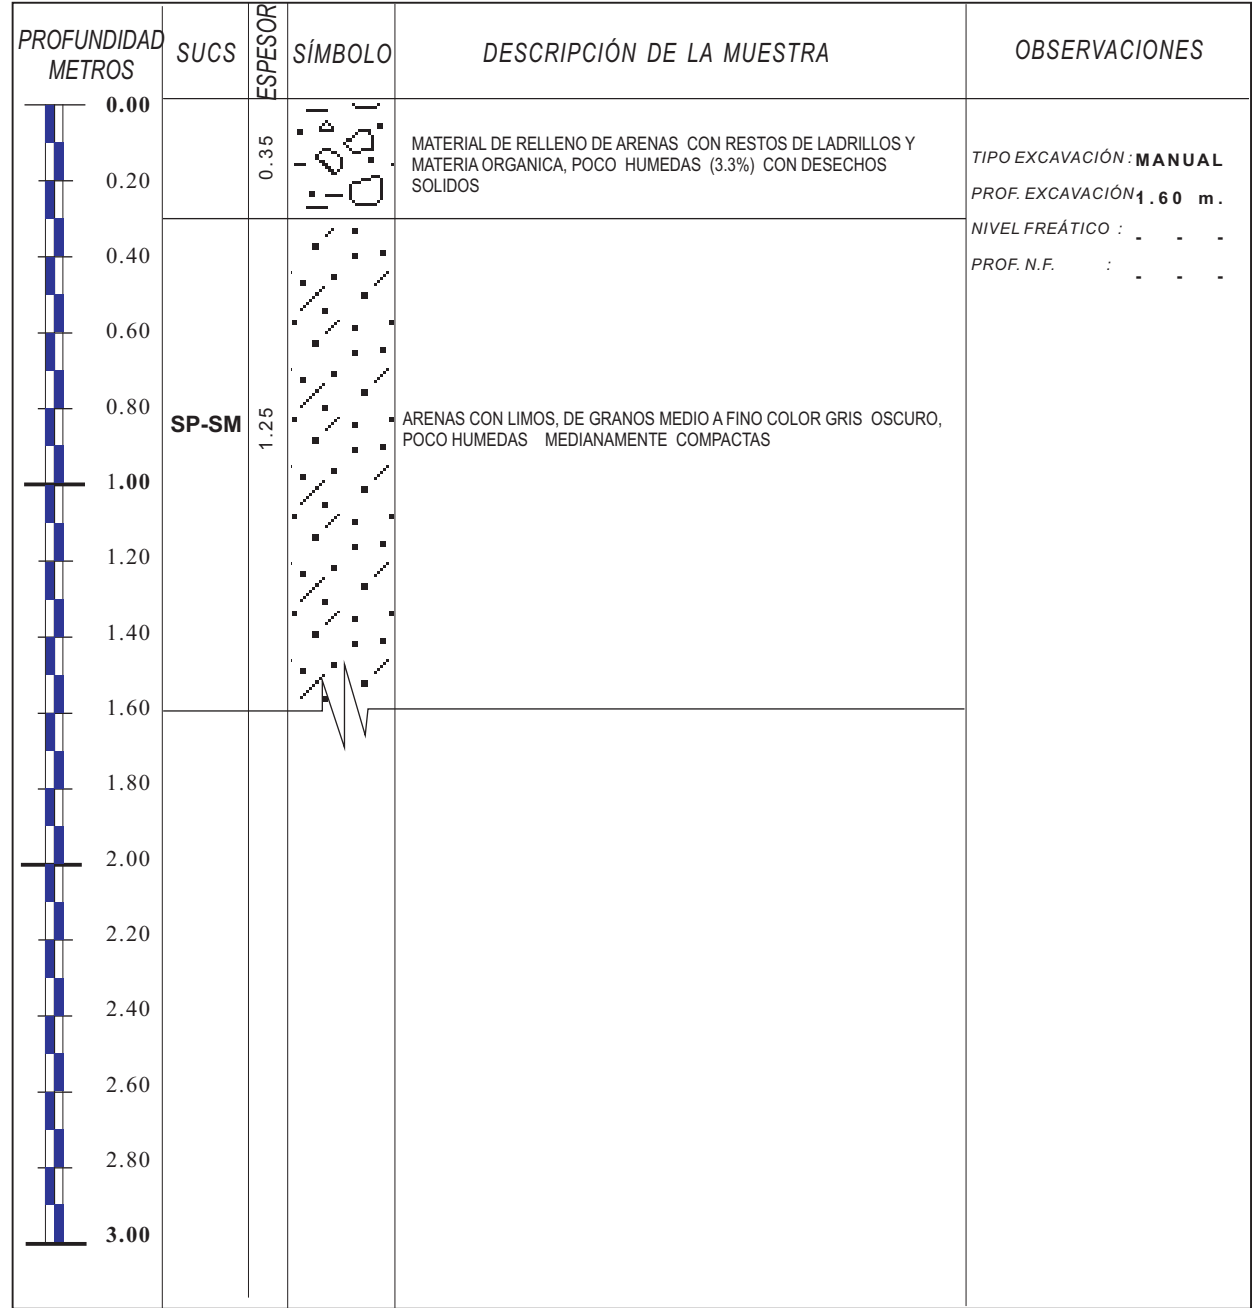 PROFUNDIDAD
METROS
SUCS
ESPESOR
SÍMBOLO
DESCRIPCIÓN DE LA MUESTRA
OBSERVACIONES
0.00
0.20
0.40
0.60
0.80
1.00
1.20
1.40
1.60
1.80
2.00
2.20
2.40
2.60
2.80
3.00
0.35
MATERIAL DE RELLENO DE ARENAS CON RESTOS DE LADRILLOS Y
MATERIA ORGANICA, POCO HUMEDAS (3.3%) CON DESECHOS
SOLIDOS
SP-SM
1.25
ARENAS CON LIMOS, DE GRANOS MEDIO A FINO COLOR GRIS OSCURO,
POCO HUMEDAS MEDIANAMENTE COMPACTAS
TIPO EXCAVACIÓN : MANUAL
PROF. EXCAVACIÓN 1.60 m.
NIVEL FREÁTICO : - - -
PROF. N.F. : - - -